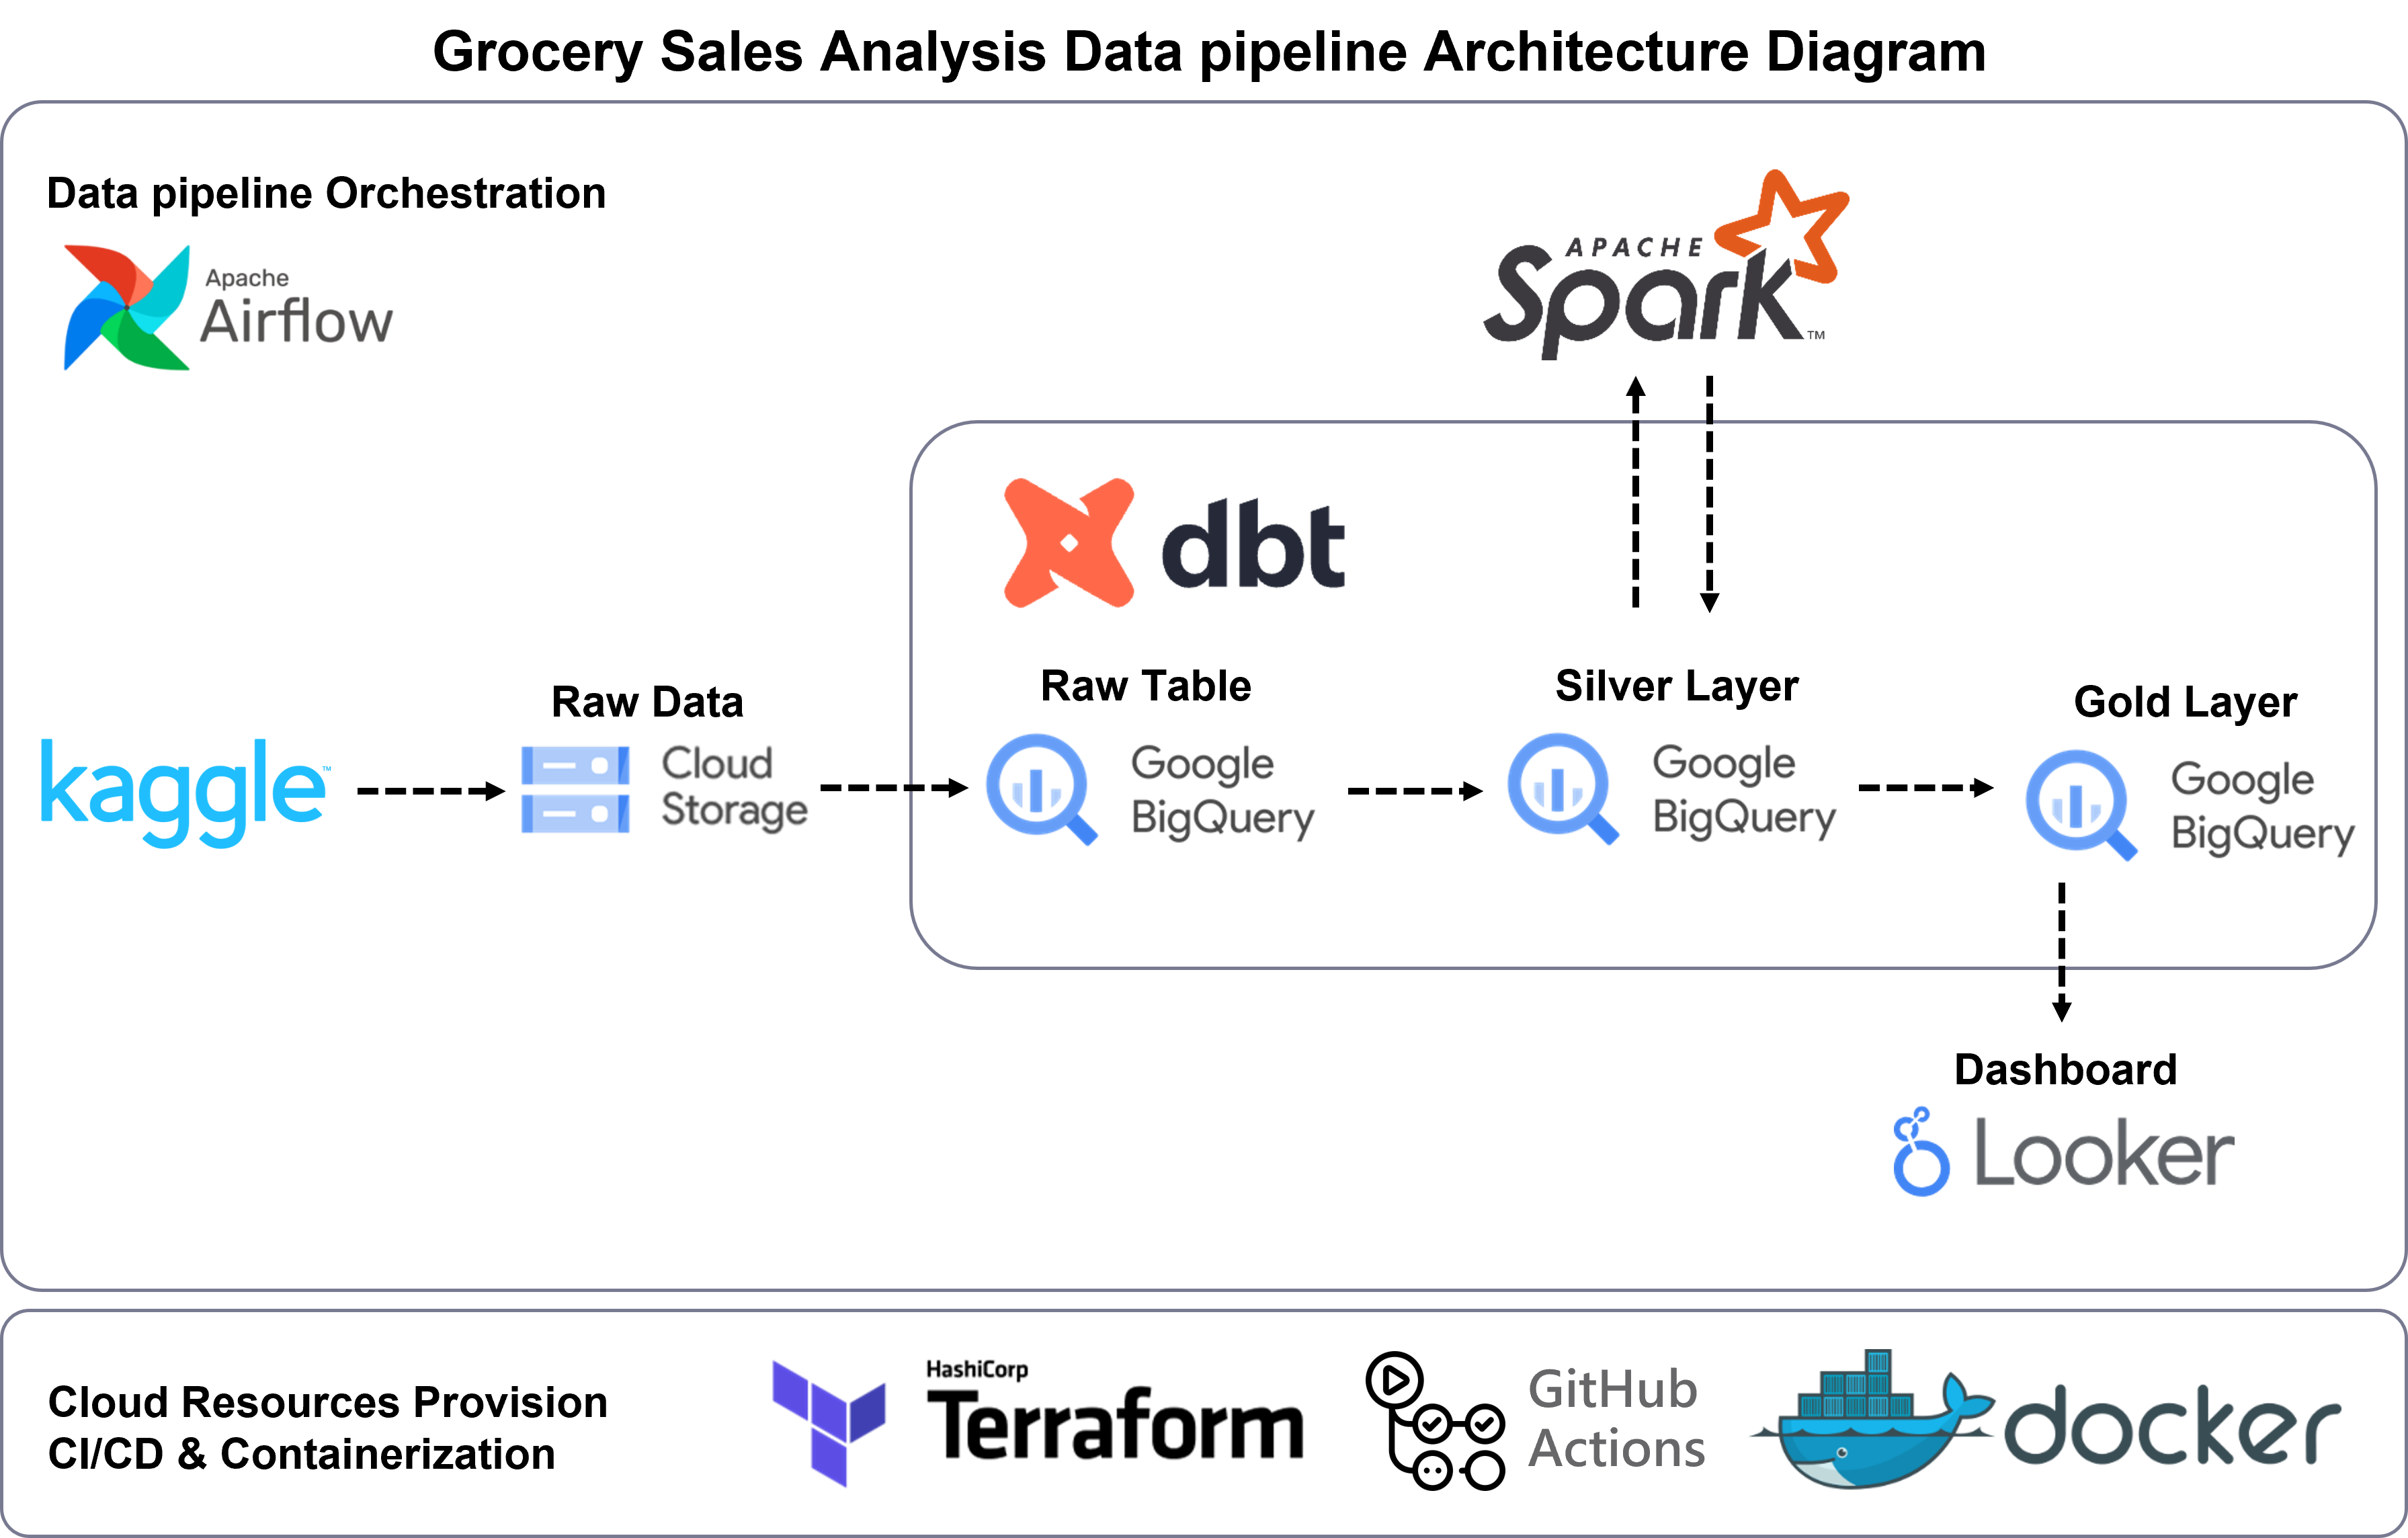 Grocery Sales Analysis Data pipeline Architecture Diagram
Data pipeline Orchestration
Apache
Airflow
APACHE
Spark™
dbt
Raw Table
Silver Layer
Raw Data
Gold Layer
kaggle™
Cloud
Storage
Google
BigQuery
Google
BigQuery
Google
BigQuery
Dashboard
Looker
Cloud Resources Provision
CI/CD & Containerization
HashiCorp
Terraform
GitHub
Actions
docker